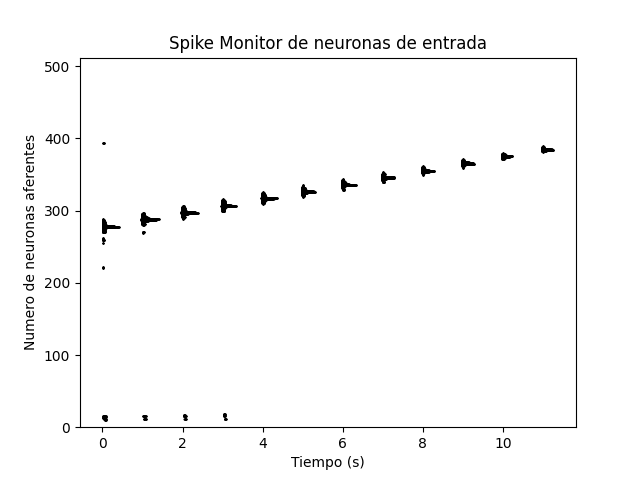 Spike Monitor de neuronas de entrada
500
400
300
200
100
0
Numero de neuronas aferentes
0 2 4 6 8 10
Tiempo (s)